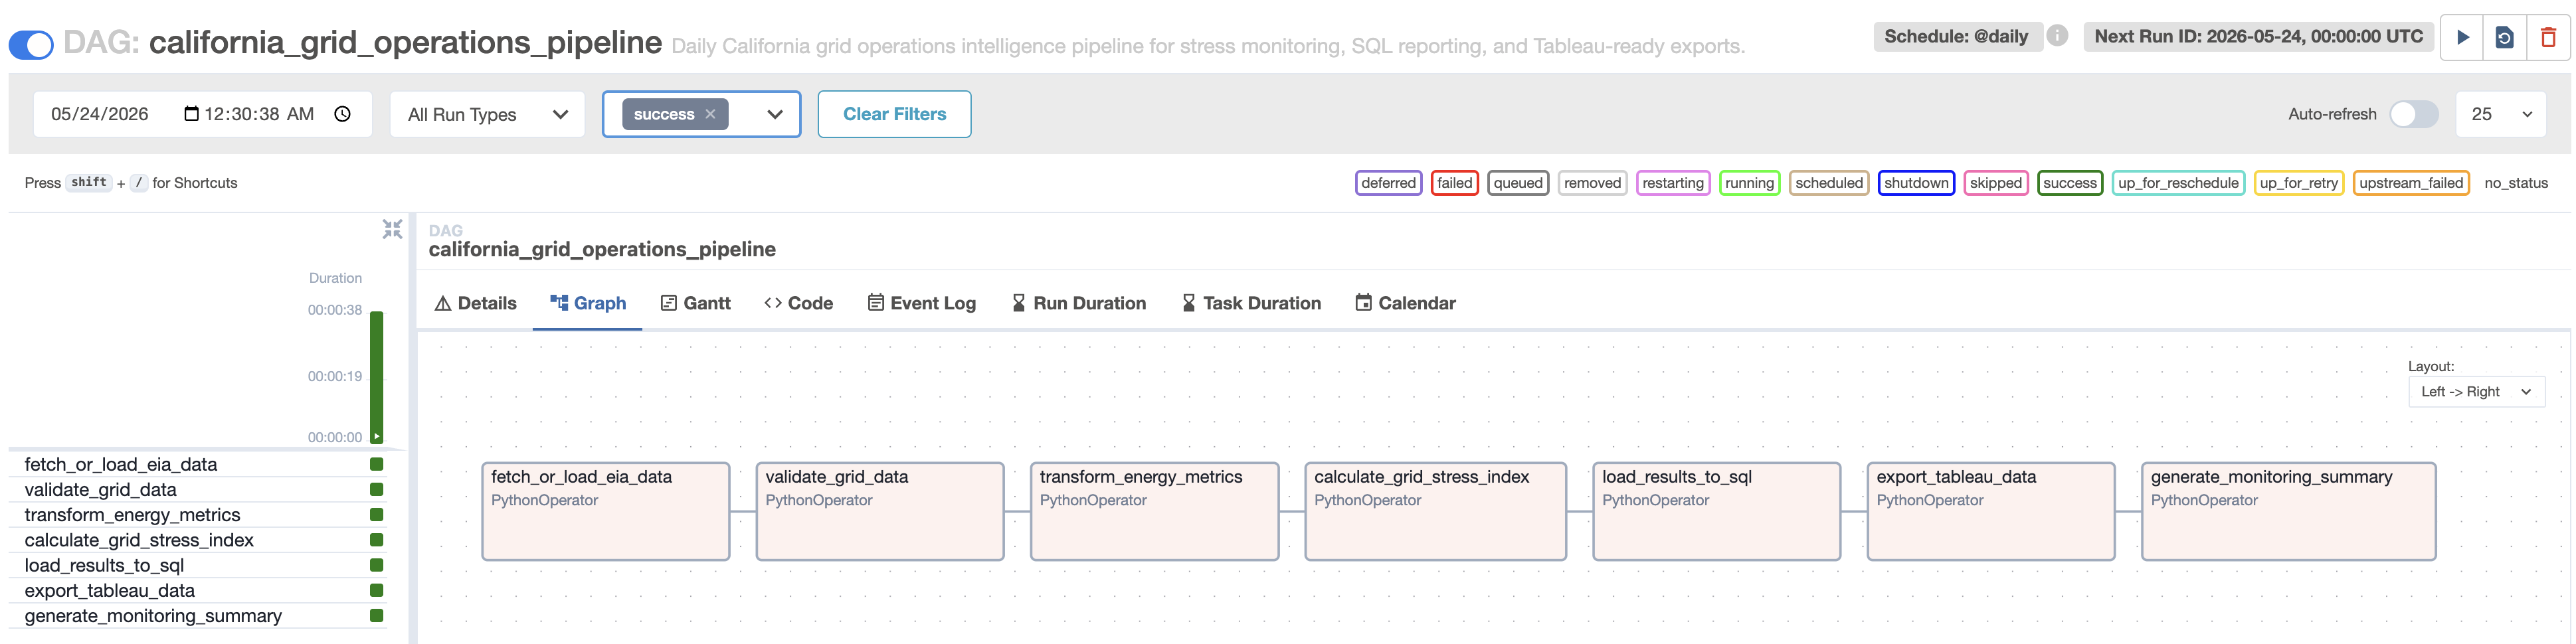 DAG: california_grid_operations_pipeline Daily California grid operations intelligence pipeline for stress monitoring, SQL reporting, and Tableau-ready exports.
Schedule: @daily
Next Run ID: 2026-05-24, 00:00:00 UTC
05/24/2026 12:30:38 AM
All Run Types
success
Clear Filters
Auto-refresh
25
Press shift + / for Shortcuts
deferred failed queued removed restarting running scheduled shutdown skipped success up_for_reschedule up_for_retry upstream_failed no_status
Duration
00:00:38
00:00:19
00:00:00
fetch_or_load_eia_data
validate_grid_data
transform_energy_metrics
calculate_grid_stress_index
load_results_to_sql
export_tableau_data
generate_monitoring_summary
DAG
california_grid_operations_pipeline
Details
Graph
Gantt
Code
Event Log
Run Duration
Task Duration
Calendar
Layout:
Left -> Right
fetch_or_load_eia_data
PythonOperator
validate_grid_data
PythonOperator
transform_energy_metrics
PythonOperator
calculate_grid_stress_index
PythonOperator
load_results_to_sql
PythonOperator
export_tableau_data
PythonOperator
generate_monitoring_summary
PythonOperator